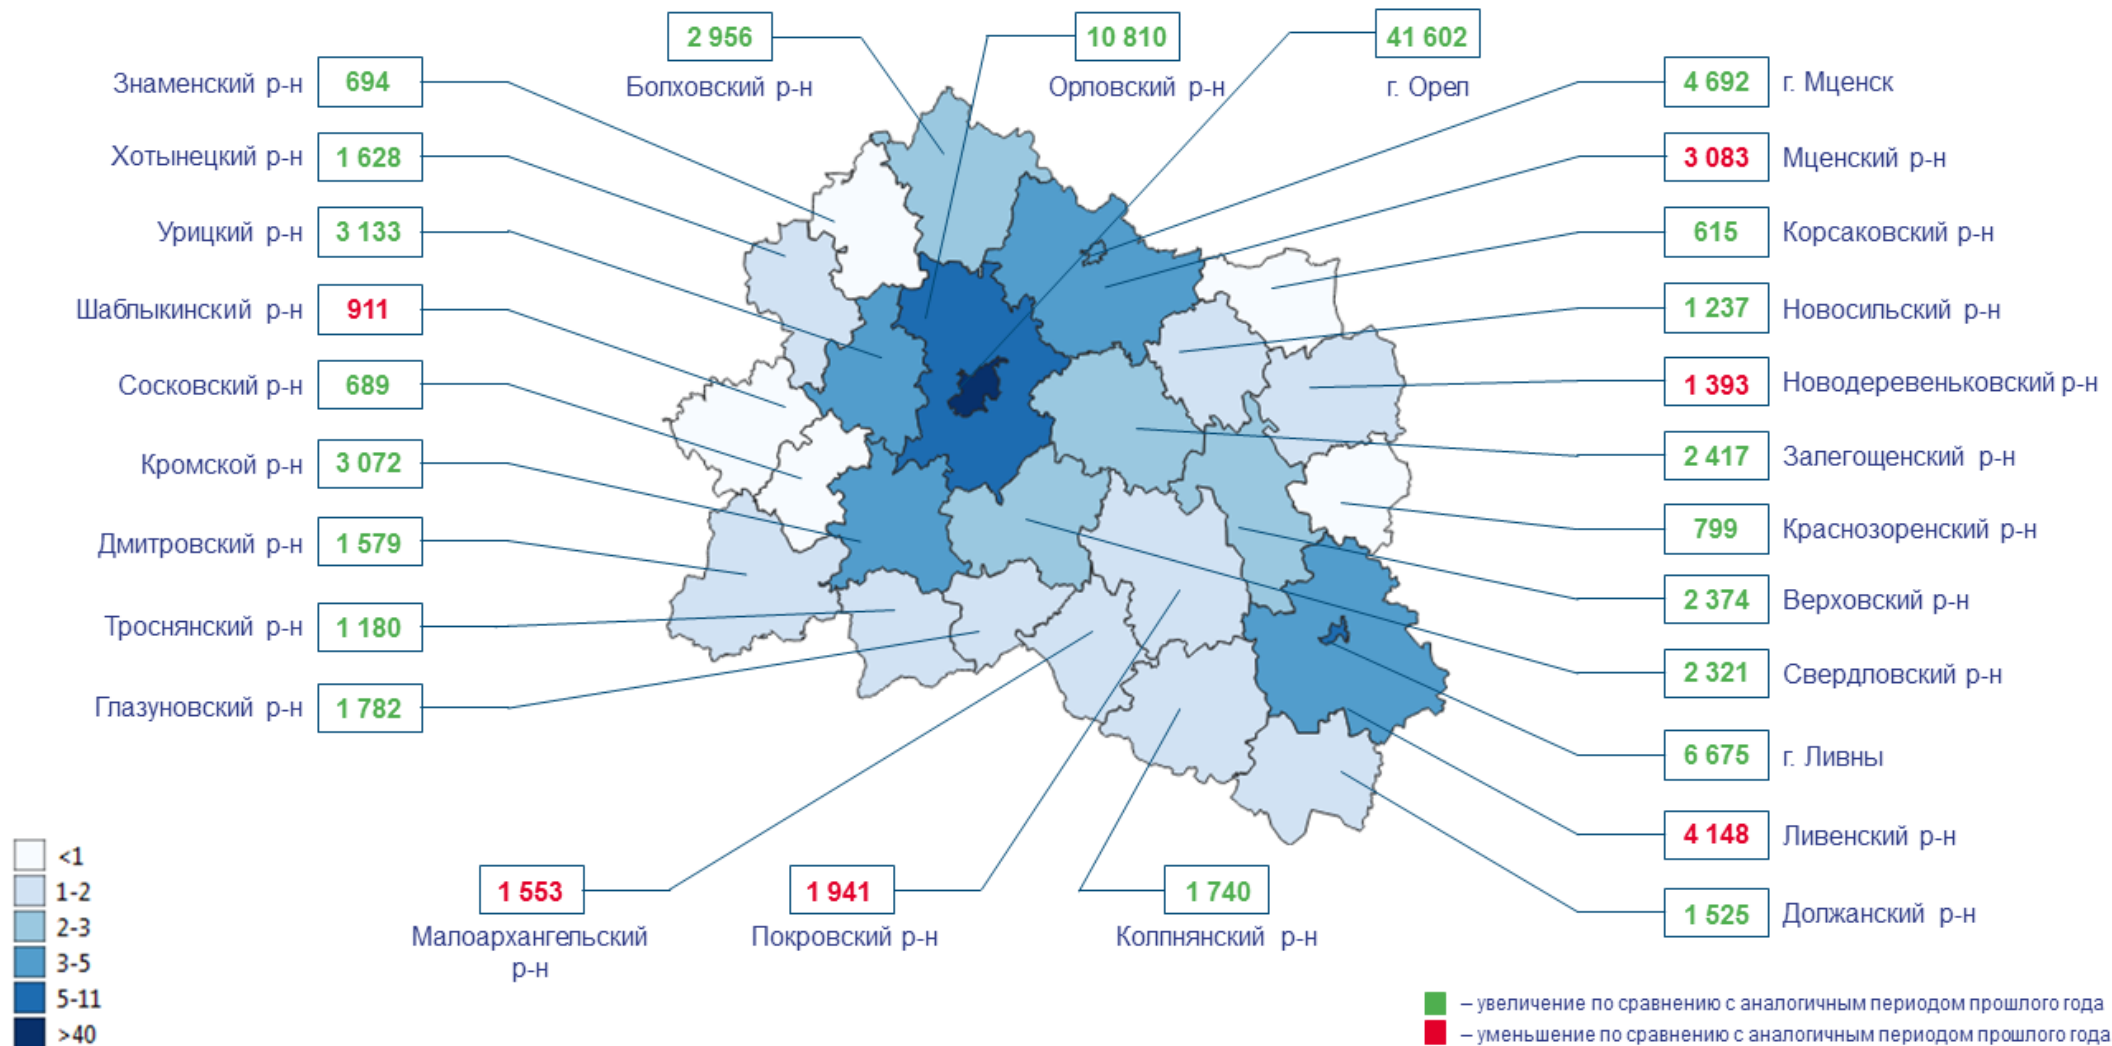 2 956
Болховский р-н
10 810
Орловский р-н
41 602
г. Орел
Знаменский р-н 694
Хотынецкий р-н 1 628
Урицкий р-н 3 133
Шаблыкинский р-н 911
Сосковский р-н 689
Кромской р-н 3 072
Дмитровский р-н 1 579
Троснянский р-н 1 180
Глазуновский р-н 1 782
4 692 г. Мценск
3 083 Мценский р-н
615 Корсаковский р-н
1 237 Новосильский р-н
1 393 Новодеревеньковский р-н
2 417 Залегощенский р-н
799 Краснозоренский р-н
2 374 Верховский р-н
2 321 Свердловский р-н
6 675 г. Ливны
4 148 Ливенский р-н
1 525 Должанский р-н
1 553
Малоархангельский
р-н
1 941
Покровский р-н
1 740
Колпнянский р-н
<1
1-2
2-3
3-5
5-11
>40
– увеличение по сравнению с аналогичным периодом прошлого года
– уменьшение по сравнению с аналогичным периодом прошлого года